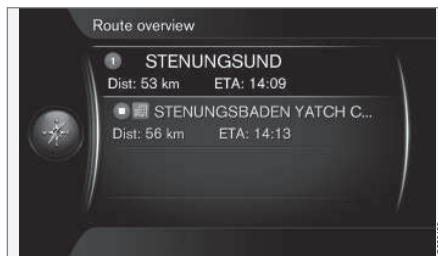 Route overview
1 STENUNGSUND
Dist: 53 km ETA: 14:09
STENUNGSBADEN YATCH C...
Dist: 56 km ETA: 14:13